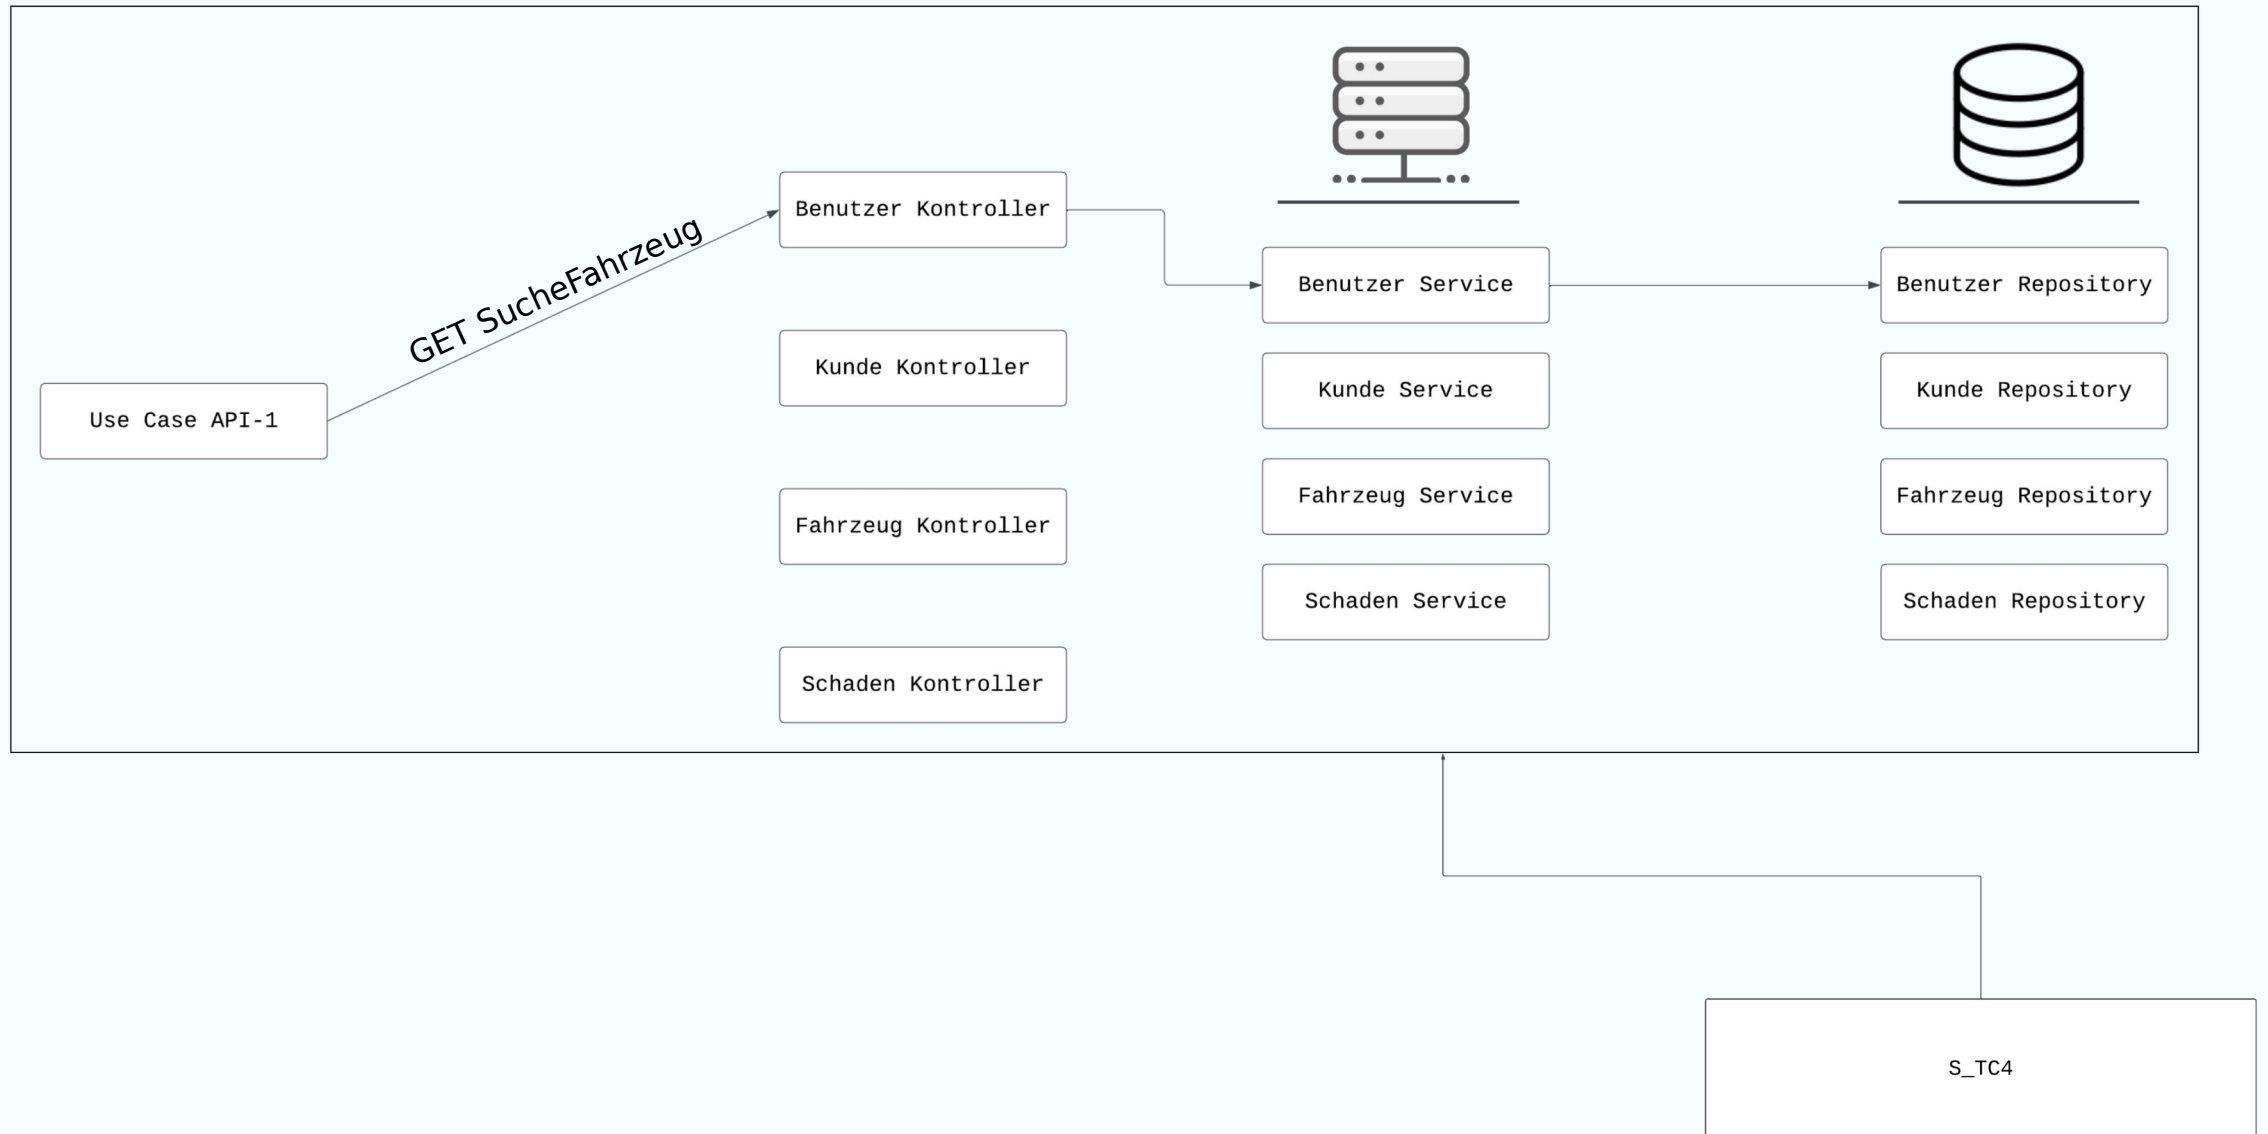 Use Case API-1
GET SucheFahrzeug
Benutzer Kontroller
Kunde Kontroller
Fahrzeug Kontroller
Schaden Kontroller
Benutzer Service
Kunde Service
Fahrzeug Service
Schaden Service
Benutzer Repository
Kunde Repository
Fahrzeug Repository
Schaden Repository
S_TC4